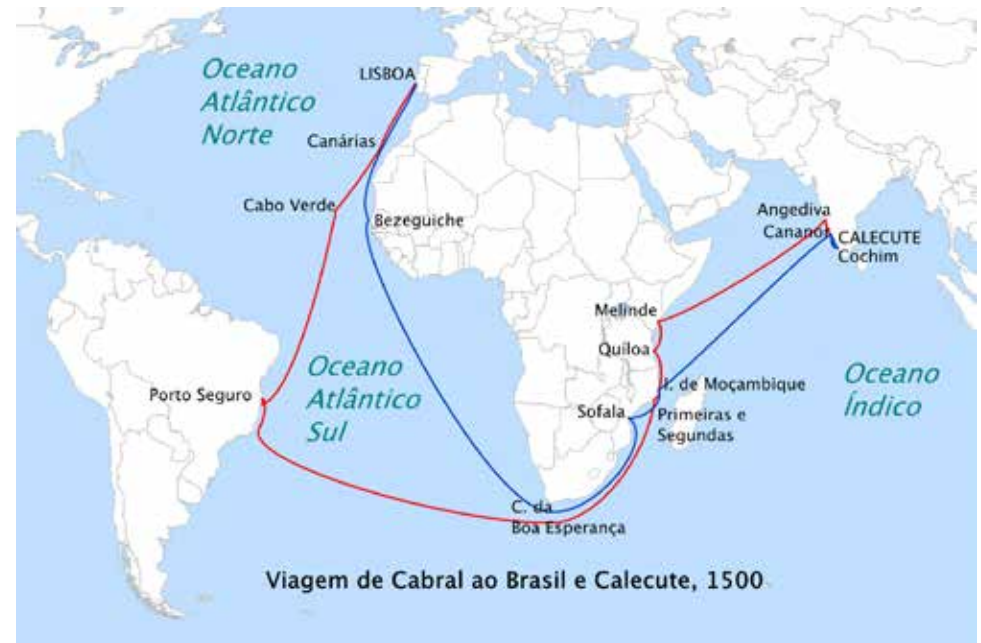 Oceano
Atlântico
Norte
LISBOA
Canárias
Cabo Verde
Bezeguiche
Angediva
Cananor
CALECUTE
Cochim
Melinde
Quíloa
Oceano
Atlântico
Sul
Porto Seguro
I. de Moçambique
Sofala
Primeiras e
Segundas
Oceano
Índico
C. da
Boa Esperança
Viagem de Cabral ao Brasil e Calecute, 1500